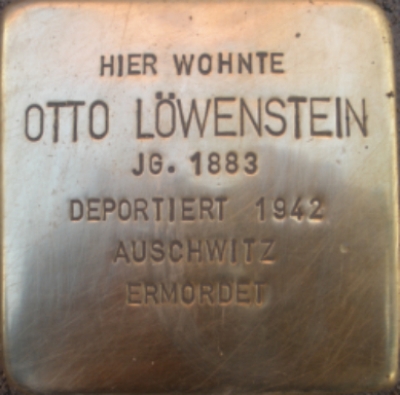 HIER WOHNTE
OTTO LÖWENSTEIN
JG. 1883
DEPORTIERT 1942
AUSCHWITZ
ERMORDET